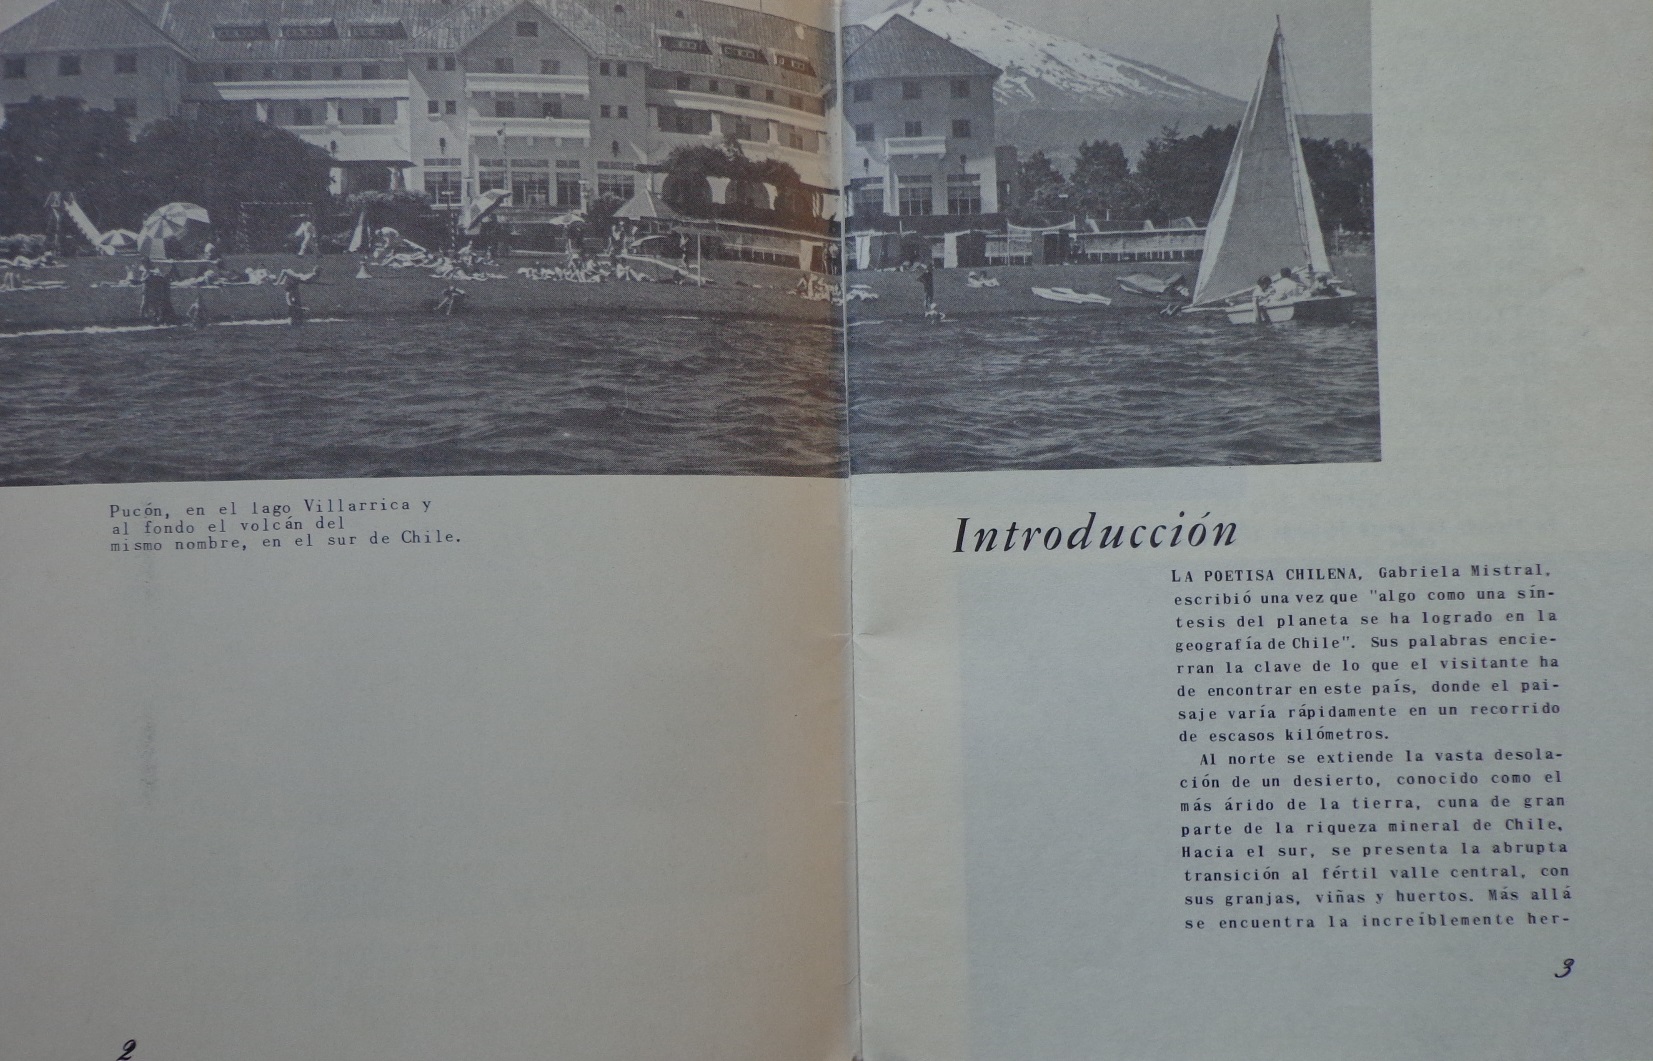 Pucón, en el lago Villarrica y
al fondo el volcán del
mismo nombre, en el sur de Chile.
2
Introducción
LA POETISA CHILENA, Gabriela Mistral,
escribió una vez que "algo como una sín-
tesis del planeta se ha logrado en la
geografía de Chile". Sus palabras encie-
rran la clave de lo que el visitante ha
de encontrar en este país, donde el pai-
saje varía rápidamente en un recorrido
de escasos kilómetros.
Al norte se extiende la vasta desola-
ción de un desierto, conocido como el
más árido de la tierra, cuna de gran
parte de la riqueza mineral de Chile.
Hacia el sur, se presenta la abrupta
transición al fértil valle central, con
sus granjas, viñas y huertos. Más allá
se encuentra la increíblemente her-
3